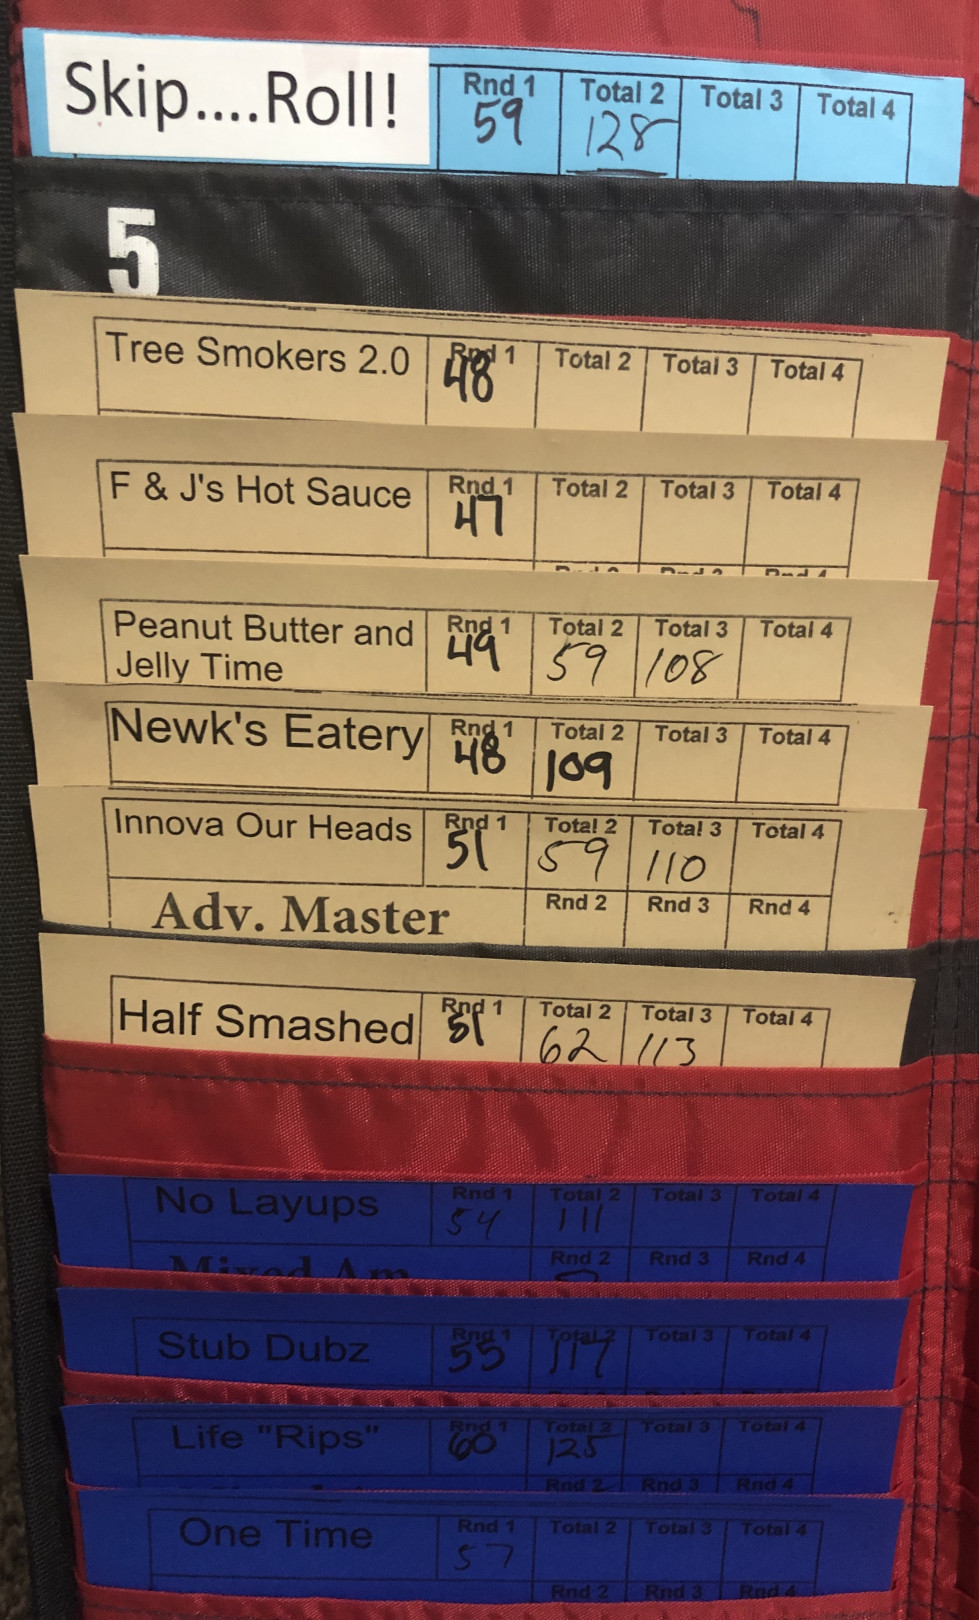 Skip....Roll! Rnd 1 Total 2 Total 3 Total 4
59 128
5
Tree Smokers 2.0 Rnd 1 Total 2 Total 3 Total 4
48
F & J's Hot Sauce Rnd 1 Total 2 Total 3 Total 4
47
Peanut Butter and Rnd 1 Total 2 Total 3 Total 4
Jelly Time 49 59 108
Newk's Eatery Rnd 1 Total 2 Total 3 Total 4
48 109
Innova Our Heads Rnd 1 Total 2 Total 3 Total 4
51 59 110
Adv. Master Rnd 2 Rnd 3 Rnd 4
Half Smashed Rnd 1 Total 2 Total 3 Total 4
51 62 113
No Layups Rnd 1 Total 2 Total 3 Total 4
54 111
Mixed Am Rnd 2 Rnd 3 Rnd 4
Stub Dubz Rnd 1 Total 2 Total 3 Total 4
55 117
Life "Rips" Rnd 1 Total 2 Total 3 Total 4
60 125
Rnd 2 Rnd 3 Rnd 4
One Time Rnd 1 Total 2 Total 3 Total 4
57
Rnd 2 Rnd 3 Rnd 4